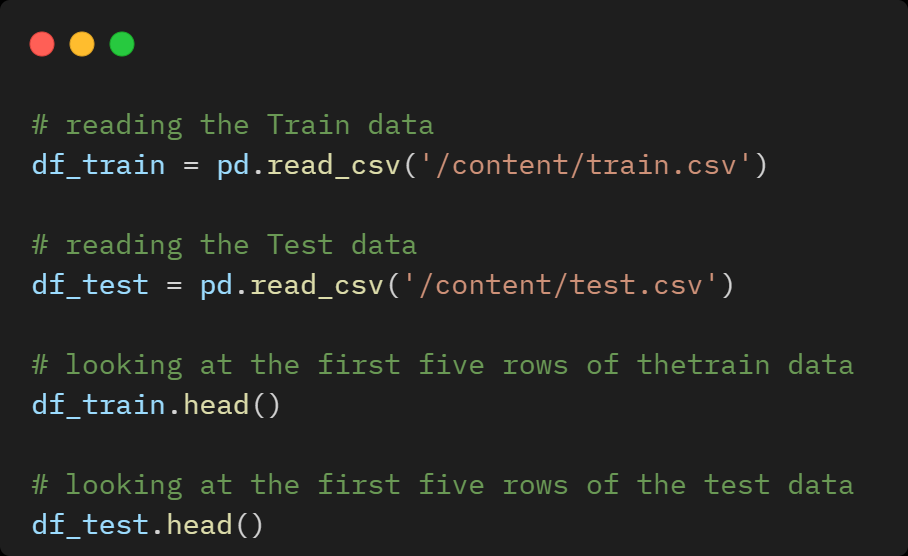 # reading the Train data
df_train = pd.read_csv('/content/train.csv')
# reading the Test data
df_test = pd.read_csv('/content/test.csv')
# looking at the first five rows of thetrain data
df_train.head()
# looking at the first five rows of the test data
df_test.head()